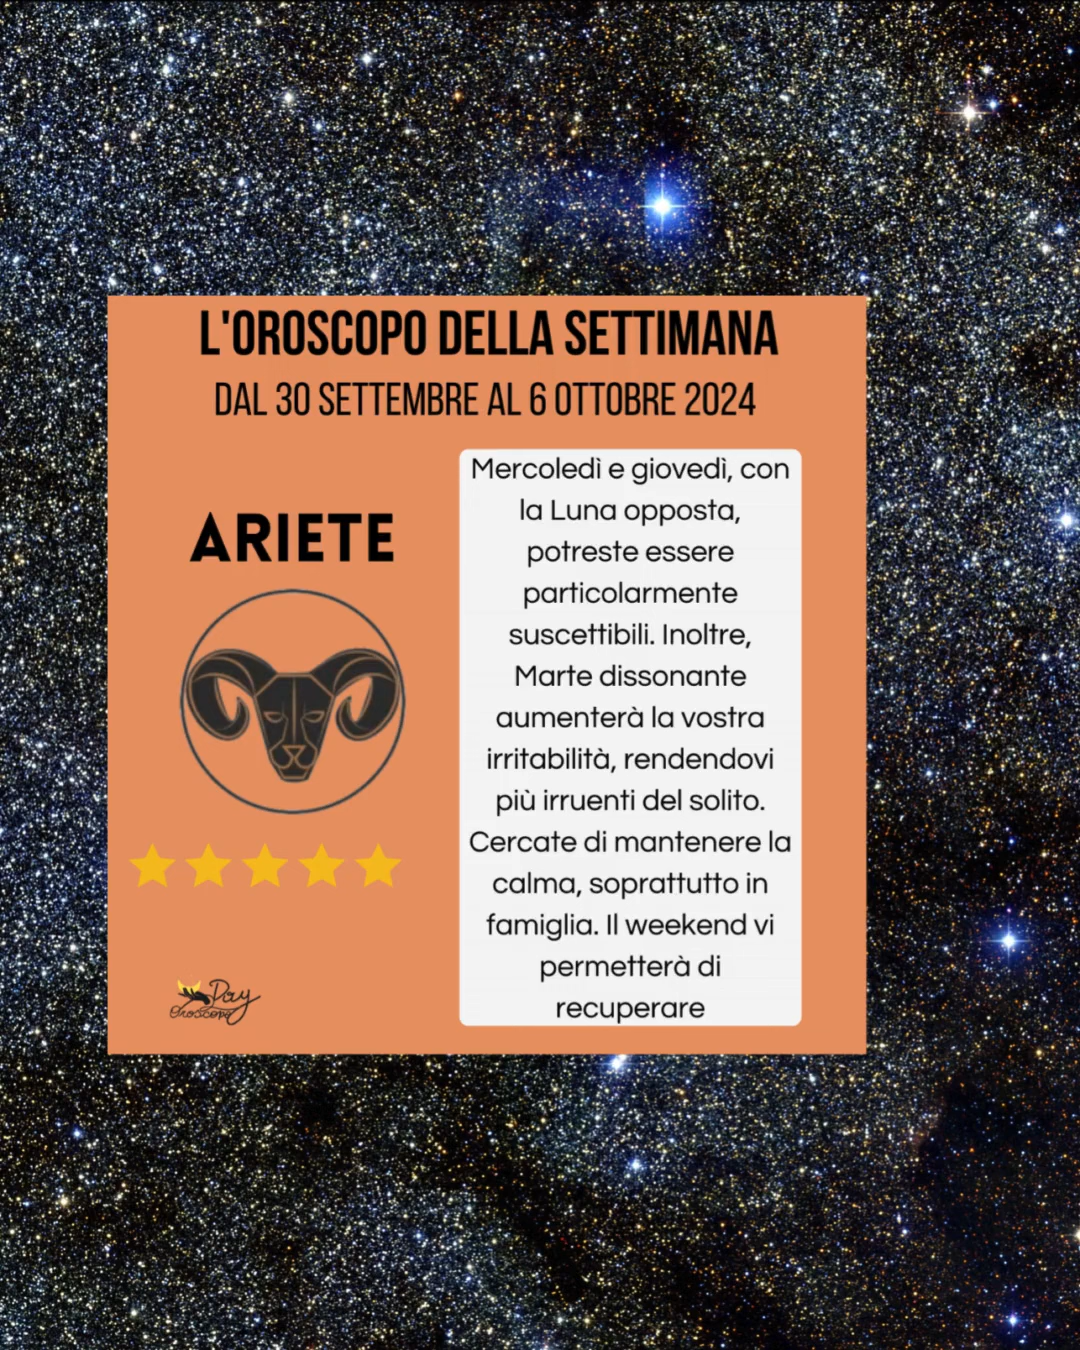 L'OROSCOPO DELLA SETTIMANA
DAL 30 SETTEMBRE AL 6 OTTOBRE 2024
ARIETE
Mercoledì e giovedì, con
la Luna opposta,
potreste essere
particolarmente
suscettibili. Inoltre,
Marte dissonante
aumenterà la vostra
irritabilità, rendendovi
più irruenti del solito.
Cercate di mantenere la
calma, soprattutto in
famiglia. Il weekend vi
permetterà di
recuperare
Day
Oroscopo